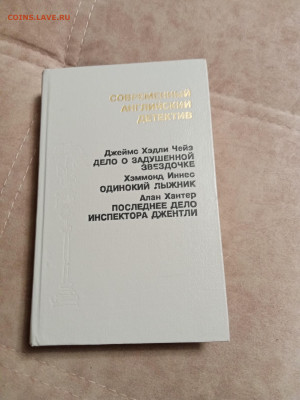 COINS.LAVE.RU
СОВРЕМЕННЫЙ
АНГЛИЙСКИЙ
ДЕТЕКТИВ
Джеймс Хэдли Чейз
ДЕЛО О ЗАДУШЕННОЙ
ЗВЕЗДОЧКЕ
Хэммонд Иннес
ОДИНОКИЙ ЛЫЖНИК
Алан Хантер
ПОСЛЕДНЕЕ ДЕЛО
ИНСПЕКТОРА ДЖЕНТЛИ